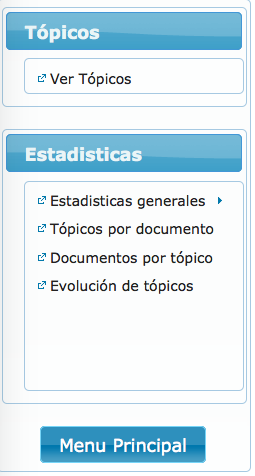 Tópicos
Ver Tópicos
Estadisticas
Estadisticas generales
Tópicos por documento
Documentos por tópico
Evolución de tópicos
Menu Principal